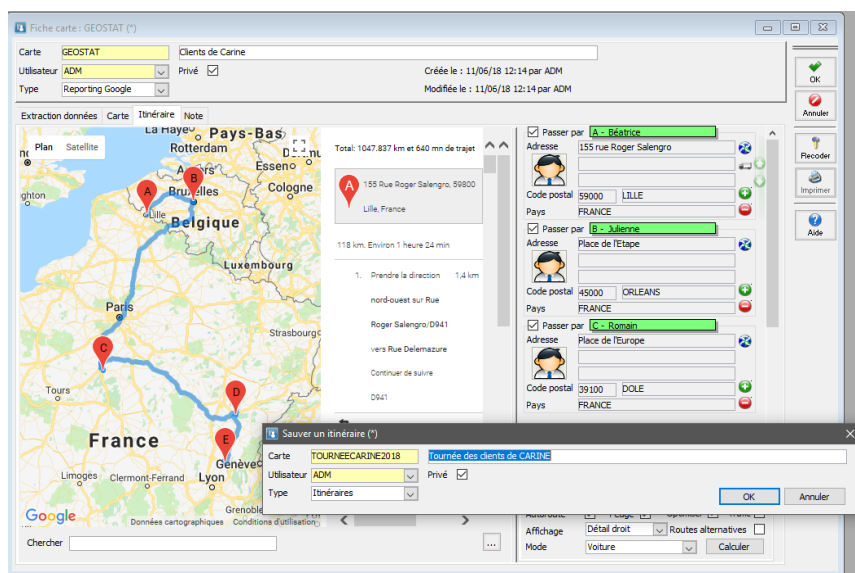 Fiche carte : GEOSTAT (*)
Carte GEOSTAT Clients de Carine
Utilisateur ADM Privé Créée le : 11/06/18 12:14 par ADM
Type Reporting Google Modifiée le : 11/06/18 12:14 par ADM
OK
Annuler
Recoder
Imprimer
Aide
Extraction données Carte Itinéraire Note
Plan Satellite
La Haye
Pays-Bas
Rotterdam
Essen
Cologne
Bruxelles
Lille
Belgique
Luxembourg
Paris
Strasbourg
Tours
France
Genève
Limoges Clermont-Ferrand Lyon
Grenoble
A
B
C
D
E
Google
Données cartographiques Conditions d'utilisation
Total: 1047.837 km et 640 mn de trajet
A 155 Rue Roger Salengro, 59800
Lille, France
118 km. Environ 1 heure 24 min
1. Prendre la direction 1,4 km
nord-ouest sur Rue
Roger Salengro/D941
vers Rue Delemazure
Continuer de suivre
D941
Passer par A - Béatrice
Adresse 155 rue Roger Salengro
Code postal 59000 LILLE
Pays FRANCE
Passer par B - Julienne
Adresse Place de l'Etape
Code postal 45000 ORLEANS
Pays FRANCE
Passer par C - Romain
Adresse Place de l'Europe
Code postal 39100 DOLE
Pays FRANCE
Sauver un itinéraire (*)
Carte TOURNEECARINE2018 Tournée des clients de CARINE
Utilisateur ADM Privé
Type Itinéraires
OK Annuler
Affichage Détail droit Routes alternatives
Mode Voiture Calculer
Chercher ...